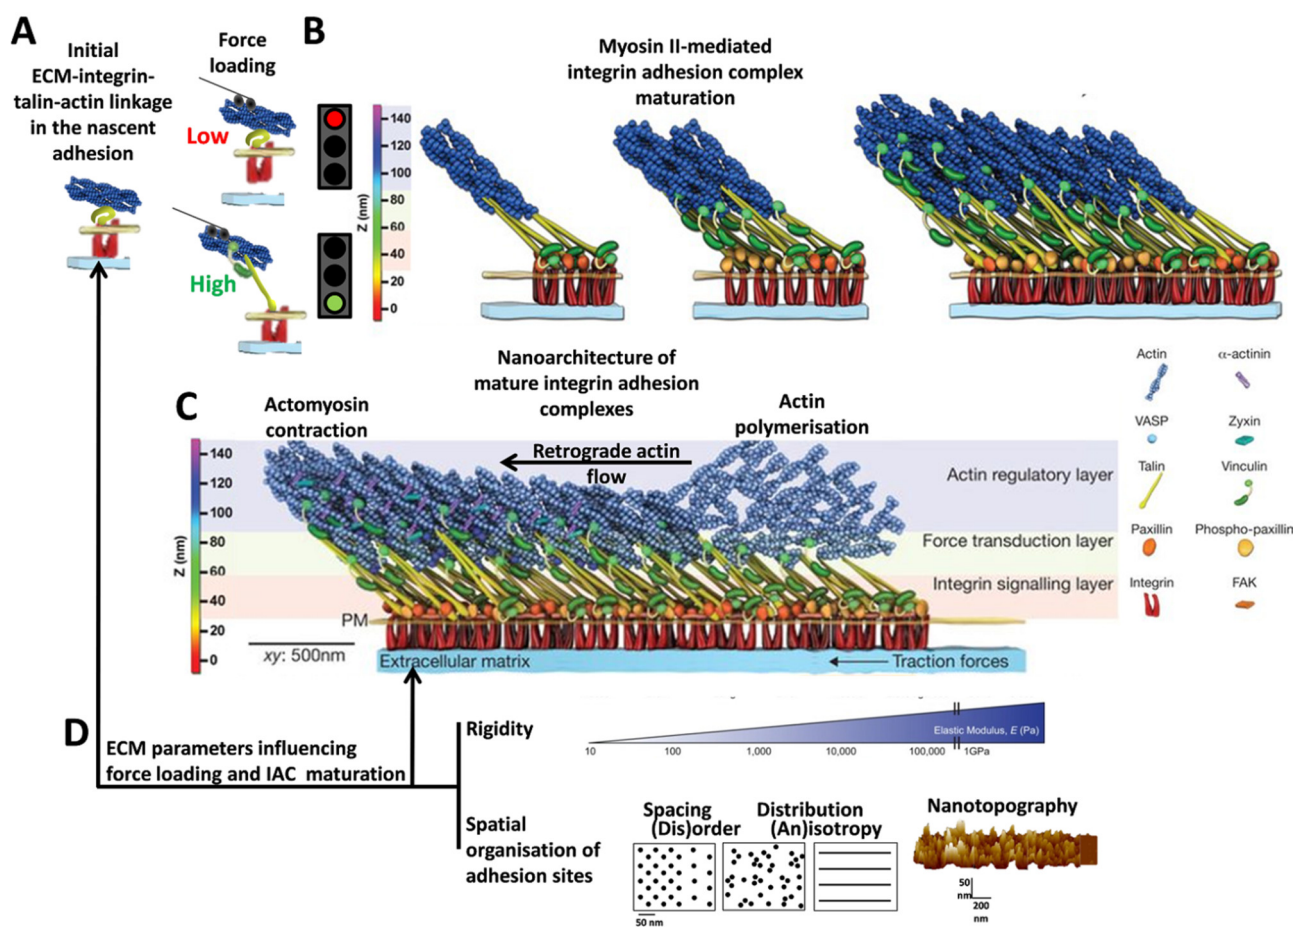 A
Initial
ECM-integrin-
talin-actin linkage
in the nascent
adhesion
Force
loading
Low
High
B
Myosin II-mediated
integrin adhesion complex
maturation
140
120
100
80
60
40
20
0
Z (nm)
Nanoarchitecture of
mature integrin adhesion
complexes
C
Actomyosin
contraction
Actin
polymerisation
Retrograde actin
flow
140
120
100
80
60
40
20
0
Z (nm)
Actin regulatory layer
Force transduction layer
Integrin signalling layer
PM
xy: 500nm
Extracellular matrix
Traction forces
Actin
α-actinin
VASP
Zyxin
Talin
Vinculin
Paxillin
Phospho-paxillin
Integrin
FAK
D
ECM parameters influencing
force loading and IAC maturation
Rigidity
Elastic Modulus, E (Pa)
10
100
1,000
10,000
100,000
1GPa
Spatial
organisation of
adhesion sites
Spacing
(Dis)order
Distribution
(An)isotropy
Nanotopography
50 nm
50
nm
200
nm